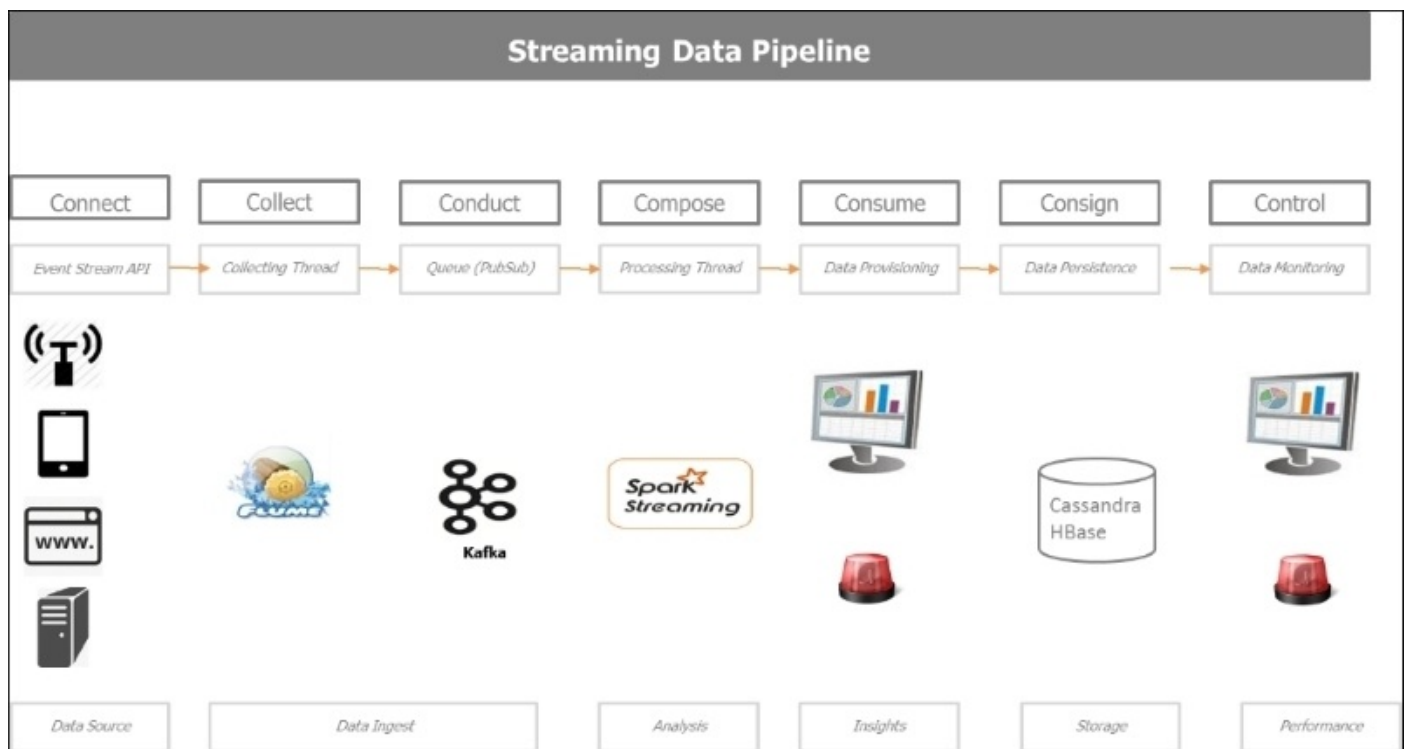 Streaming Data Pipeline
Connect
Collect
Conduct
Compose
Consume
Consign
Control
Event Stream API
Collecting Thread
Queue (PubSub)
Processing Thread
Data Provisioning
Data Persistence
Data Monitoring
www.
FLUME
Kafka
Spark
Streaming
Cassandra
HBase
Data Source
Data Ingest
Analysis
Insights
Storage
Performance